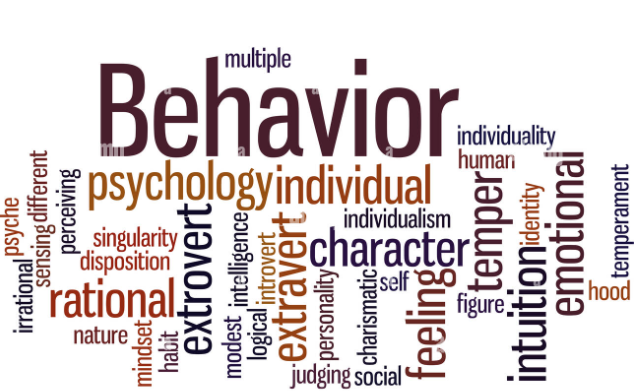 multiple
Behavior
individuality
human
psychology
individual
psyche
sensing
different
perceiving
irrational
singularity
disposition
rational
nature
mindset
habit
extrovert
intelligence
modest
logical
introvert
extravert
individualism
character
personality
judging
charismatic
self
social
feeling
temper
figure
intuition
identity
emotional
temperament
hood